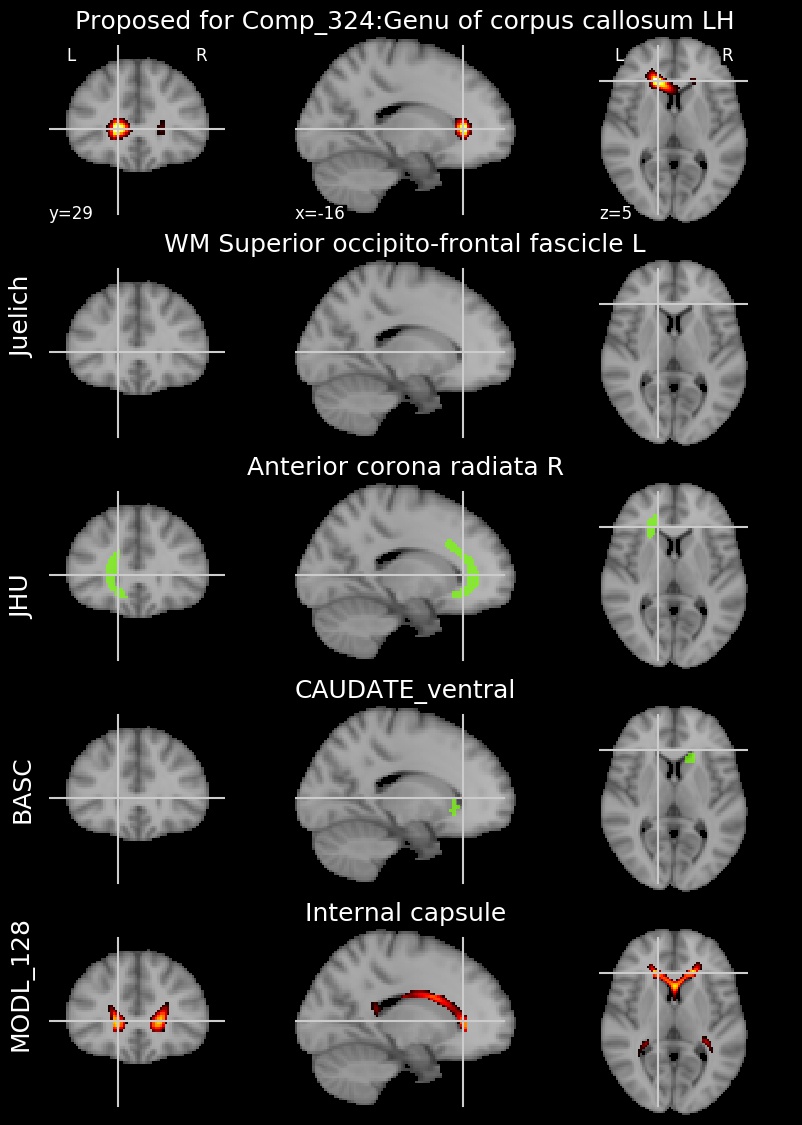 Proposed for Comp_324:Genu of corpus callosum LH
L R L R
y=29 x=-16 z=5
WM Superior occipito-frontal fascicle L
Juelich
Anterior corona radiata R
JHU
CAUDATE_ventral
BASC
Internal capsule
MODL_128